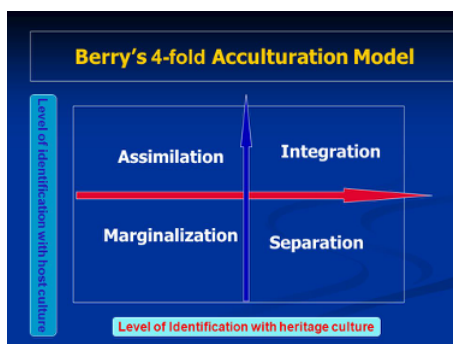 Berry's 4-fold Acculturation Model
Level of identification with host culture
Assimilation
Integration
Marginalization
Separation
Level of Identification with heritage culture